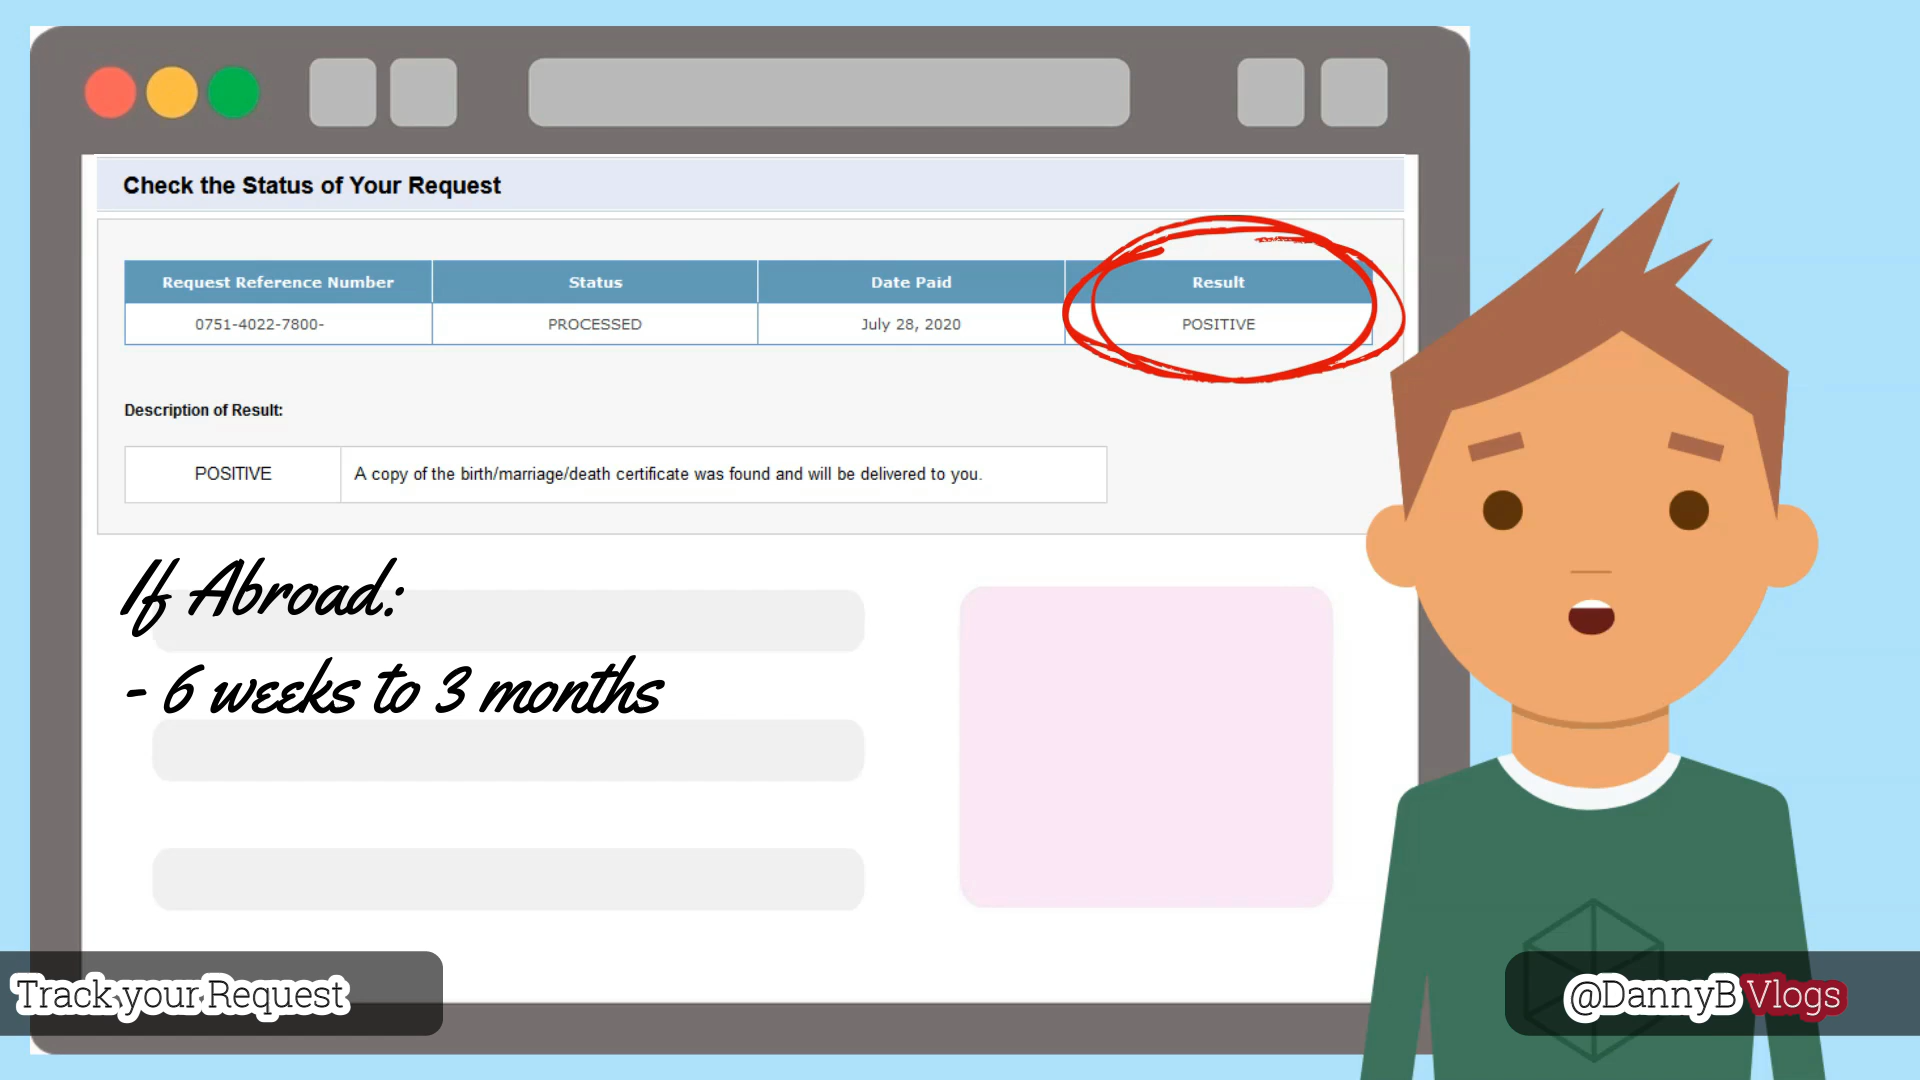 Check the Status of Your Request
Request Reference Number Status Date Paid Result
0751-4022-7800- PROCESSED July 28, 2020 POSITIVE
Description of Result:
POSITIVE A copy of the birth/marriage/death certificate was found and will be delivered to you.
If Abroad:
- 6 weeks to 3 months
Track your Request
@DannyB Vlogs